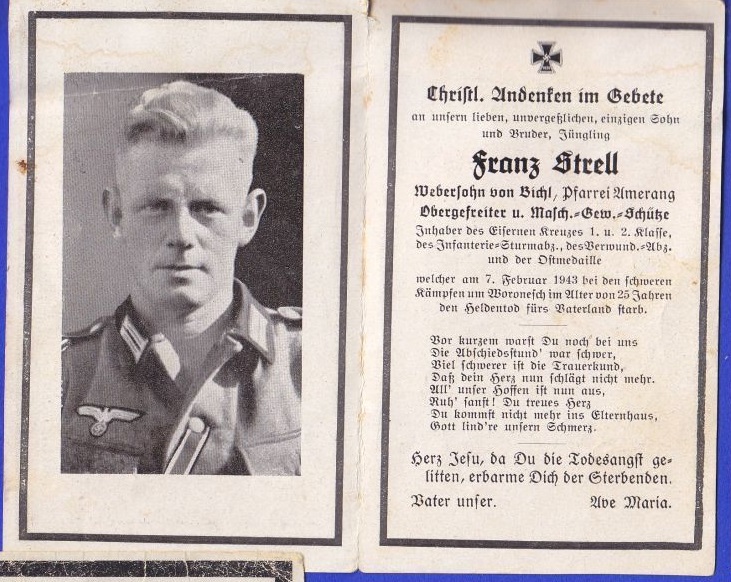 Christl. Andenken im Gebete
an unsern lieben, unvergeßlichen, einzigen Sohn
und Bruder, Jüngling
Franz Strell
Webersohn von Bichl, Pfarrei Amerang
Obergefreiter u. Masch.-Gew.-Schütze
Inhaber des Eisernen Kreuzes 1. u. 2. Klasse,
des Infanterie-Sturmabz., des Verwund.-Abz.
und der Ostmedaille
welcher am 7. Februar 1943 bei den schweren
Kämpfen um Woronesch im Alter von 25 Jahren
den Heldentod fürs Vaterland starb.
Vor kurzem warst Du noch bei uns
Die Abschiedsstund' war schwer,
Viel schwerer ist die Trauerkund,
Daß dein Herz nun schlägt nicht mehr.
All' unser Hoffen ist nun aus,
Ruh' sanft! Du treues Herz
Du kommst nicht mehr ins Elternhaus,
Gott lind're unsern Schmerz.
Herz Jesu, da Du die Todesangst ge-
litten, erbarme Dich der Sterbenden.
Vater unser. Ave Maria.